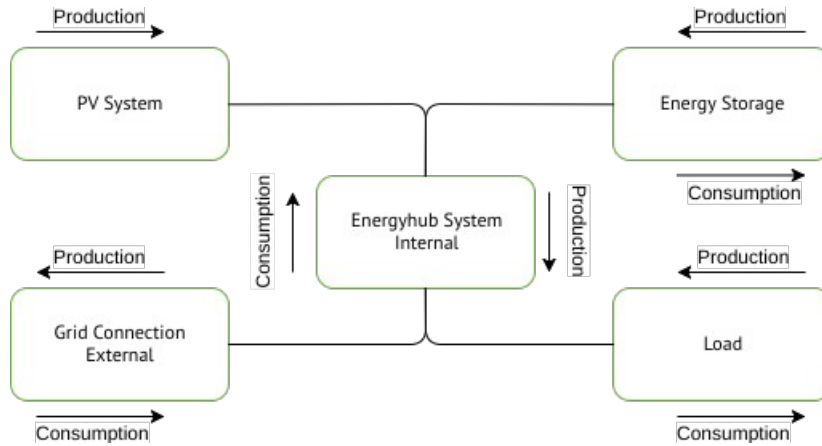 Production
PV System
Production
Energy Storage
Consumption
Consumption
Energyhub System
Internal
Production
Production
Grid Connection
External
Consumption
Production
Load
Consumption